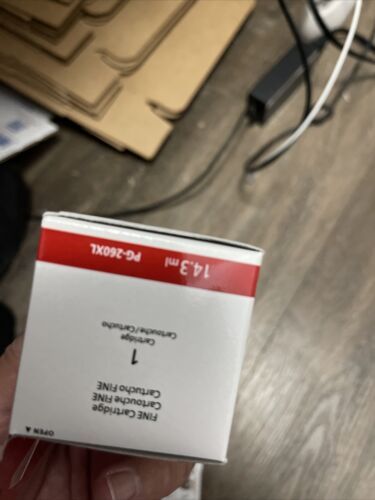 OPEN ▲
FINE Cartridge
Cartouche FINE
Cartucho FINE
1
Cartridge
Cartouche/Cartucho
14.3 ml PG-260XL